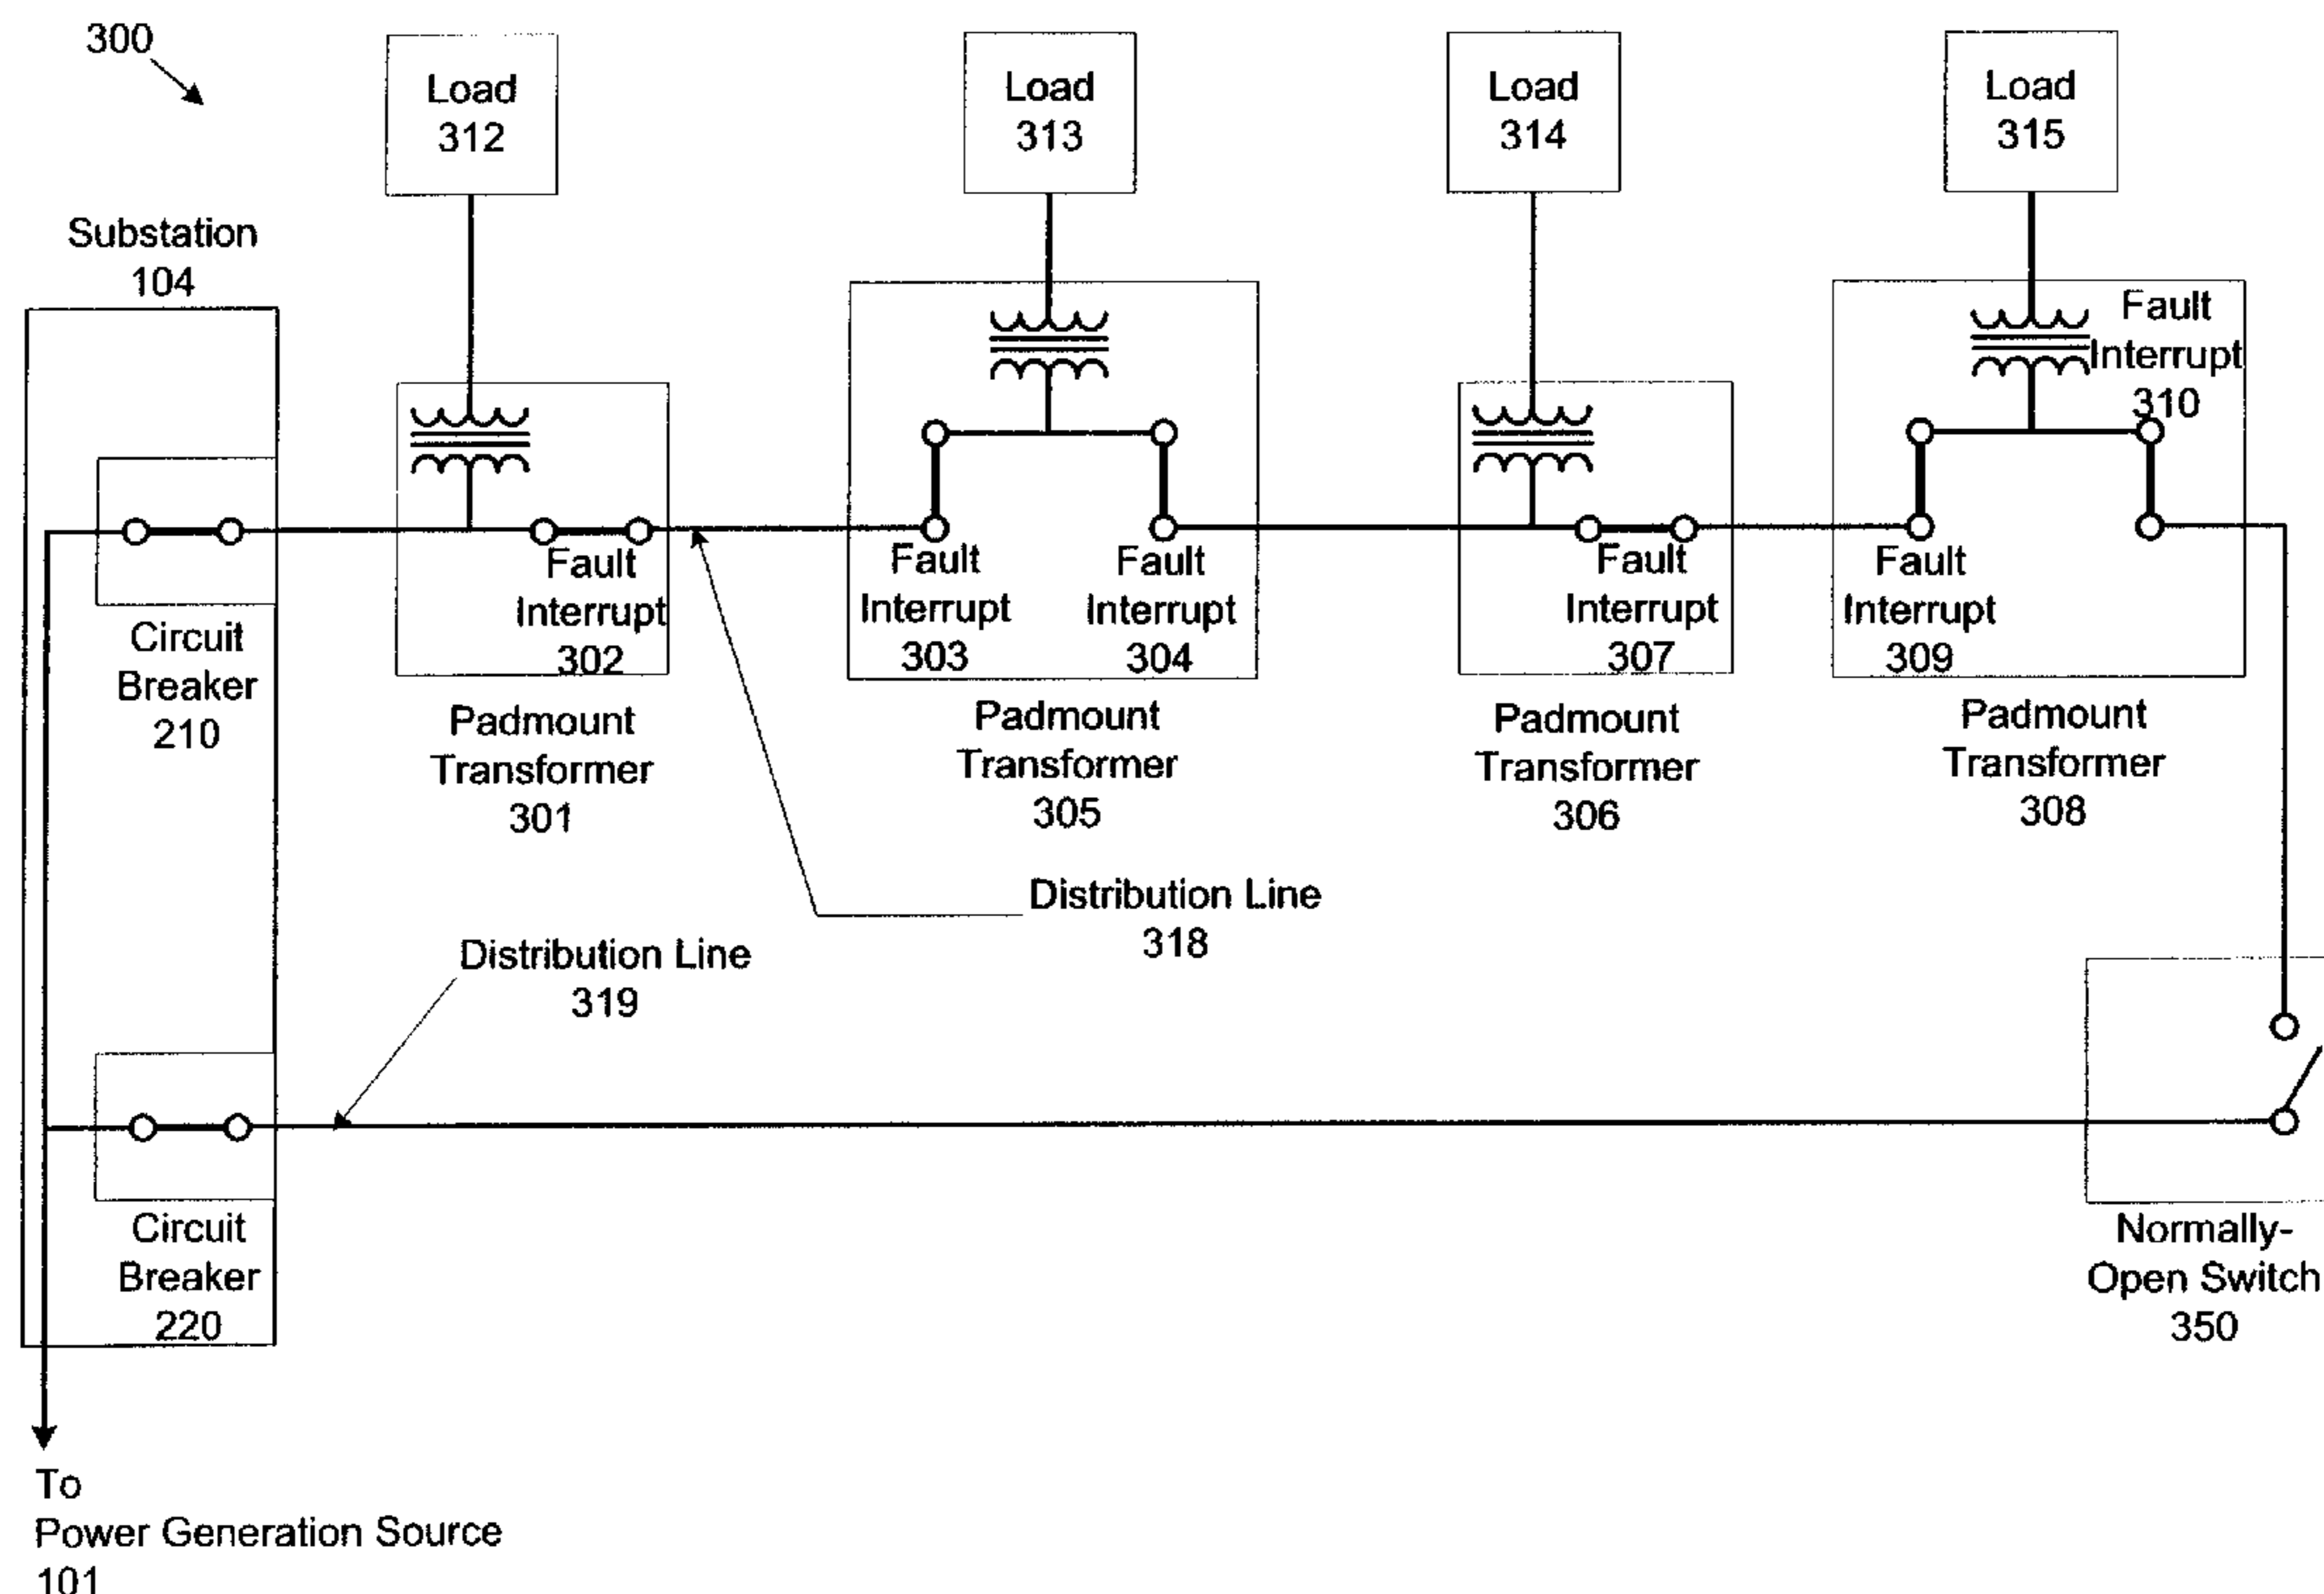 300
Load
312
Load
313
Load
314
Load
315
Substation
104
Fault
Interrupt
310
Fault
Interrupt
302
Fault
Interrupt
303
Fault
Interrupt
304
Fault
Interrupt
307
Fault
Interrupt
309
Circuit
Breaker
210
Padmount
Transformer
301
Padmount
Transformer
305
Padmount
Transformer
306
Padmount
Transformer
308
Distribution Line
318
Distribution Line
319
Circuit
Breaker
220
Normally-
Open Switch
350
To
Power Generation Source
101